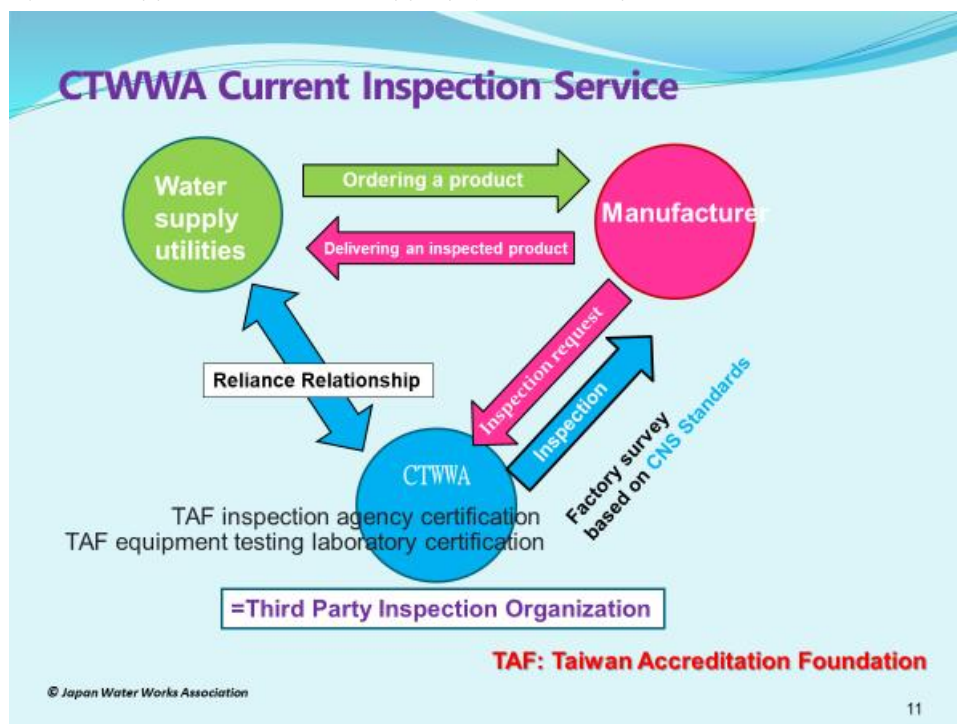 CTWWA Current Inspection Service
Water
supply
utilities
Ordering a product
Manufacturer
Delivering an inspected product
Inspection request
Inspection
Reliance Relationship
Factory survey
based on CNS Standards
CTWWA
TAF inspection agency certification
TAF equipment testing laboratory certification
=Third Party Inspection Organization
TAF: Taiwan Accreditation Foundation
© Japan Water Works Association
11